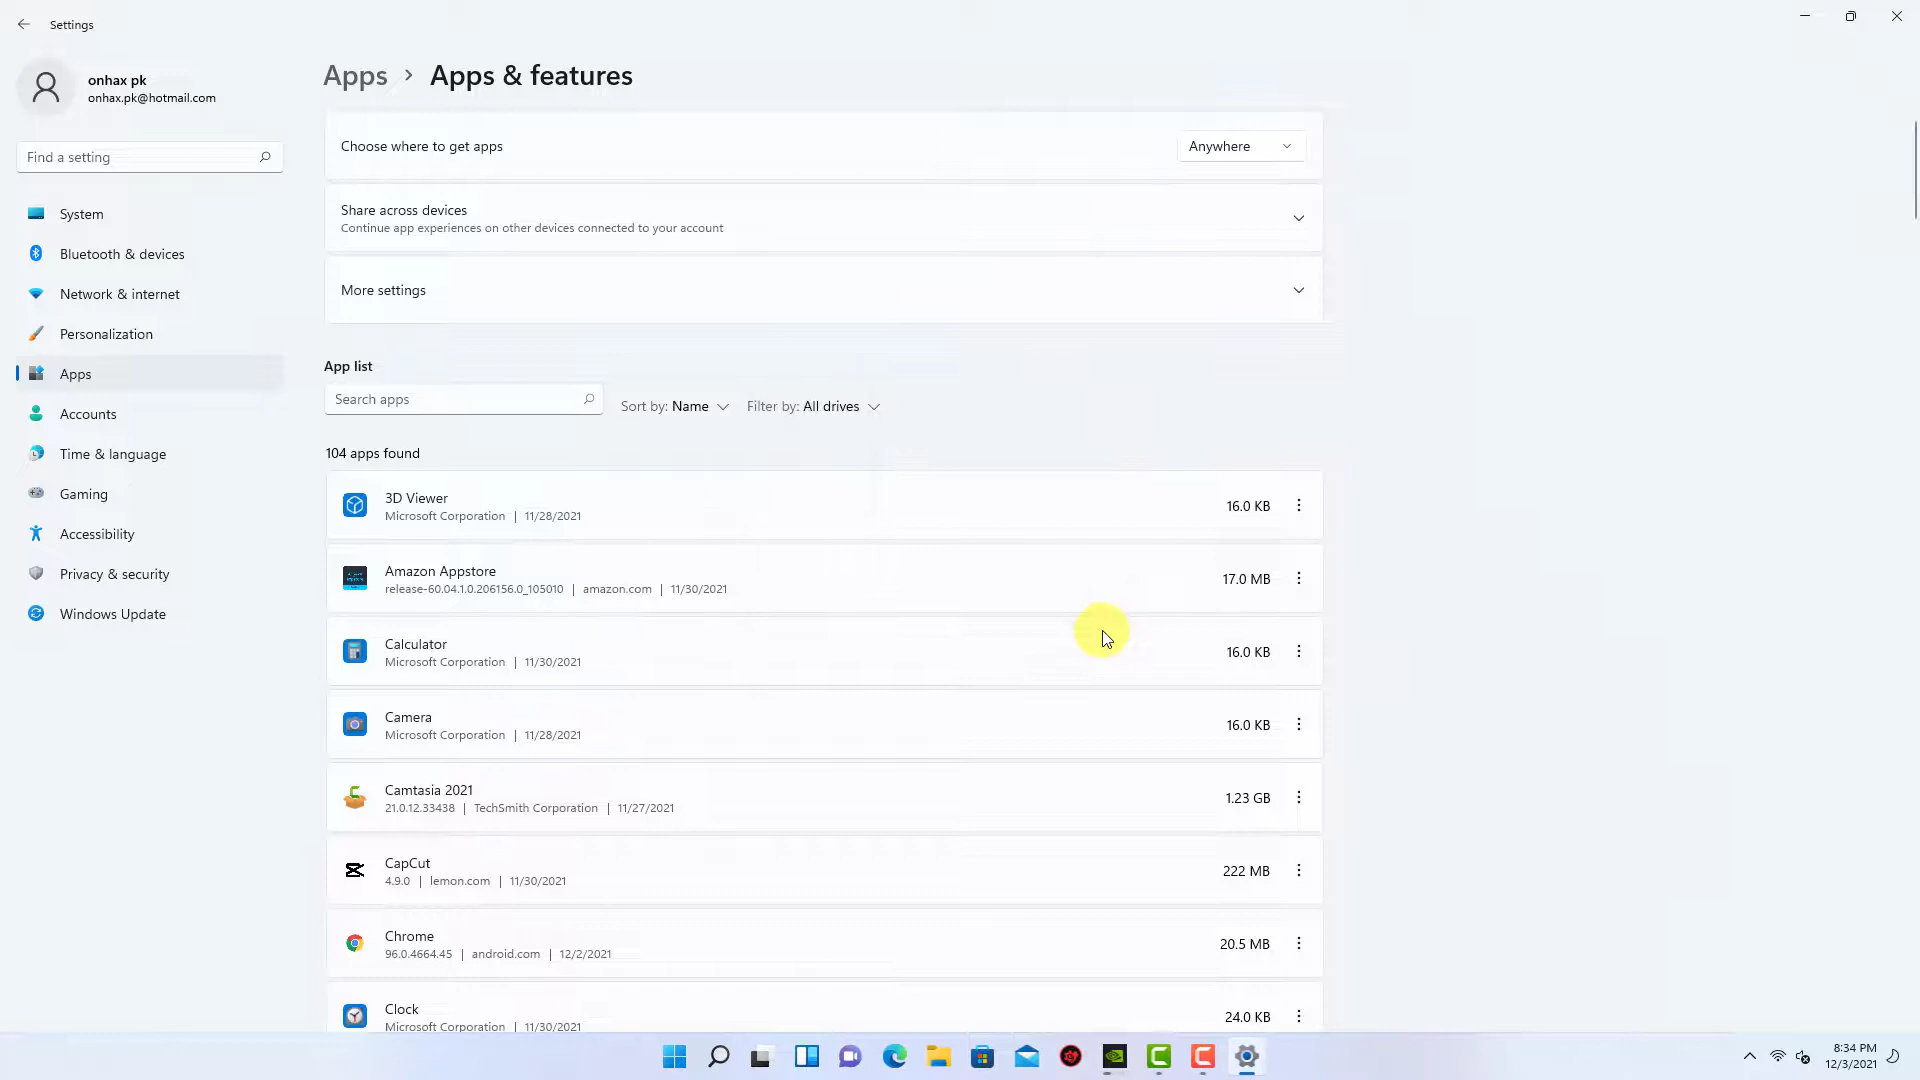 Settings
onhax pk
onhax.pk@hotmail.com
Find a setting
System
Bluetooth & devices
Network & internet
Personalization
Apps
Accounts
Time & language
Gaming
Accessibility
Privacy & security
Windows Update
Apps > Apps & features
Choose where to get apps
Anywhere
Share across devices
Continue app experiences on other devices connected to your account
More settings
App list
Search apps
Sort by: Name
Filter by: All drives
104 apps found
3D Viewer
Microsoft Corporation | 11/28/2021
16.0 KB
Amazon Appstore
release-60.04.1.0.206156.0_105010 | amazon.com | 11/30/2021
17.0 MB
Calculator
Microsoft Corporation | 11/30/2021
16.0 KB
Camera
Microsoft Corporation | 11/28/2021
16.0 KB
Camtasia 2021
21.0.12.33438 | TechSmith Corporation | 11/27/2021
1.23 GB
CapCut
4.9.0 | lemon.com | 11/30/2021
222 MB
Chrome
96.0.4664.45 | android.com | 12/2/2021
20.5 MB
Clock
Microsoft Corporation | 11/30/2021
24.0 KB
8:34 PM
12/3/2021